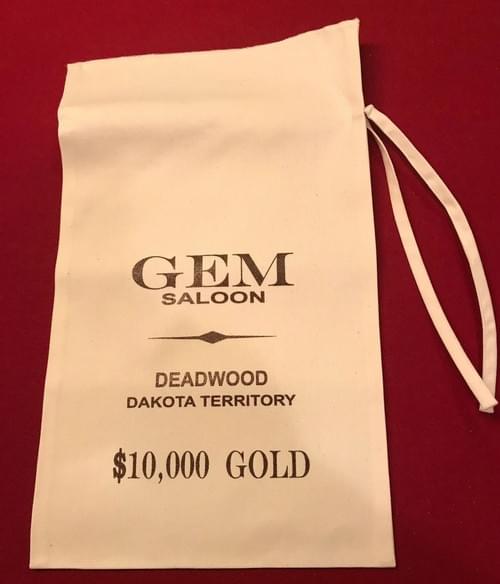 GEM
SALOON
DEADWOOD
DAKOTA TERRITORY
$10,000 GOLD